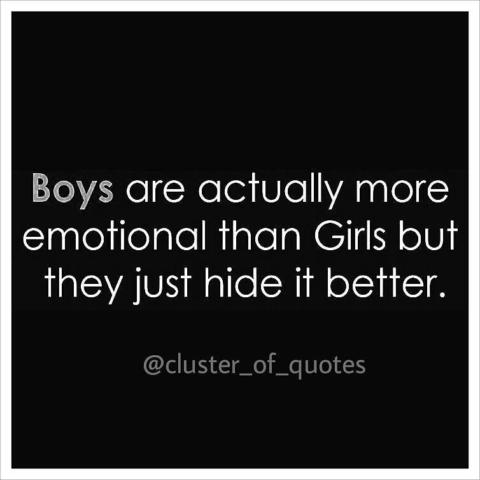 Boys are actually more
emotional than Girls but
they just hide it better.
@cluster_of_quotes